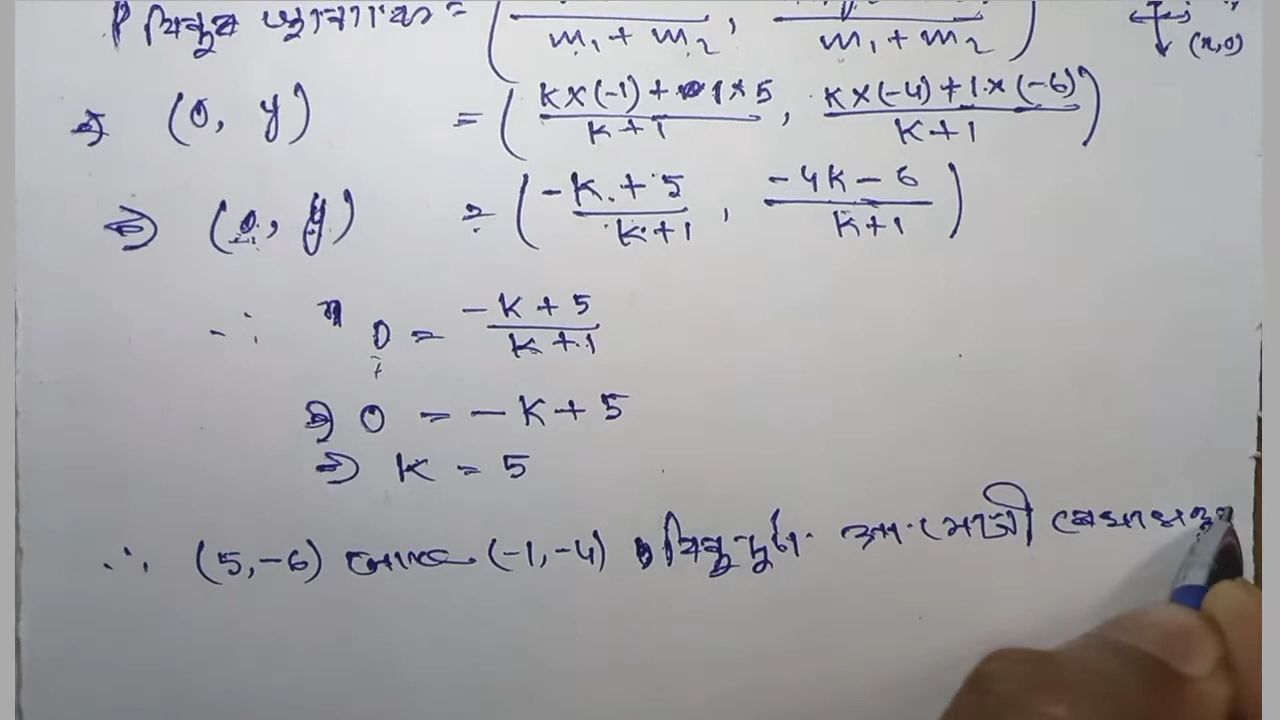 P বিন্দুৰ স্থানাংক = ( / m₁ + m₂ , / m₁ + m₂ ) (x,0)
⇒ (0, y) = ( K×(-1) + 1×5 / K+1 , K×(-4)+1×(-6) / K+1 )
⇒ (0, y) = ( -K + 5 / K+1 , -4K - 6 / K+1 )
∴ 0 = -K + 5 / K+1
⇒ 0 = -K + 5
⇒ K = 5
∴ (5,-6) আৰু (-1,-4) বিন্দু